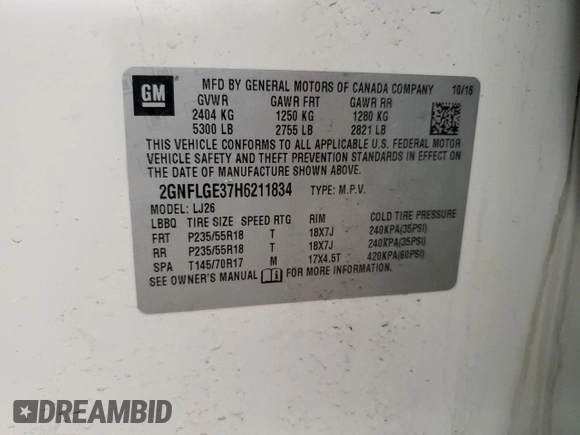 GM
MFD BY GENERAL MOTORS OF CANADA COMPANY 10/16
GVWR GAWR FRT GAWR RR
2404 KG 1250 KG 1280 KG
5300 LB 2755 LB 2821 LB
THIS VEHICLE CONFORMS TO ALL APPLICABLE U.S. FEDERAL MOTOR
VEHICLE SAFETY AND THEFT PREVENTION STANDARDS IN EFFECT ON
THE DATE OF MANUFACTURE SHOWN ABOVE.
2GNFLGE37H6211834 TYPE: M.P.V.
MODEL: LJ26
LBBQ TIRE SIZE SPEED RTG RIM COLD TIRE PRESSURE
FRT P235/55R18 T 18X7J 240KPA(35PSI)
RR P235/55R18 T 18X7J 240KPA(35PSI)
SPA T145/70R17 M 17X4.5T 420KPA(60PSI)
SEE OWNER'S MANUAL FOR MORE INFORMATION.
DREAMBID